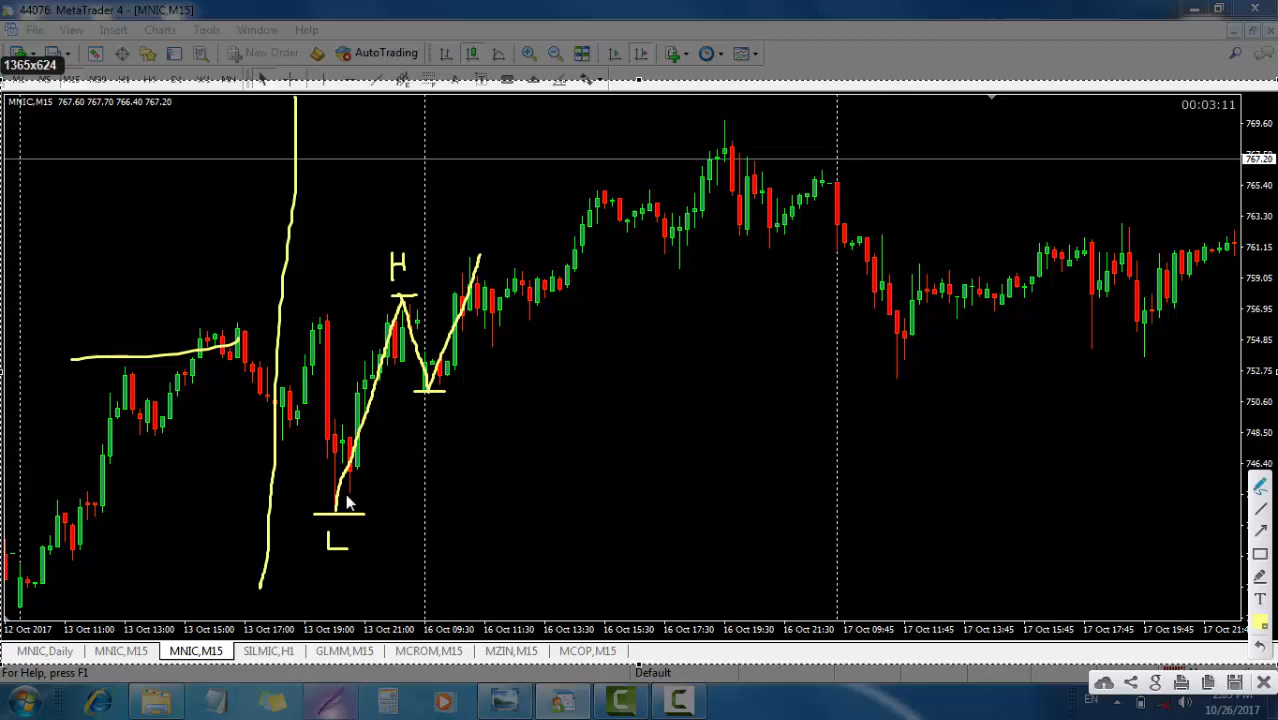 44076: MetaTrader 4 - [MNIC,M15]
File View Insert Charts Tools Window Help
New Order AutoTrading
1365x624
MNIC,M15 767.60 767.70 766.40 767.20
00:03:11
769.60
767.20
765.40
763.30
761.15
759.05
756.95
754.85
752.75
750.60
748.50
746.40
H
L
12 Oct 2017 13 Oct 11:00 13 Oct 13:00 13 Oct 15:00 13 Oct 17:00 13 Oct 19:00 13 Oct 21:00 16 Oct 09:30 16 Oct 11:30 16 Oct 13:30 16 Oct 15:30 16 Oct 17:30 16 Oct 19:30 16 Oct 21:30 17 Oct 09:45 17 Oct 11:45 17 Oct 13:45 17 Oct 15:45 17 Oct 17:45 17 Oct 19:45
MNIC,Daily MNIC,M15 MNIC,M15 SILMIC,H1 GLMM,M15 MCROM,M15 MZIN,M15 MCOP,M15
For Help, press F1 Default
EN
10/26/2017